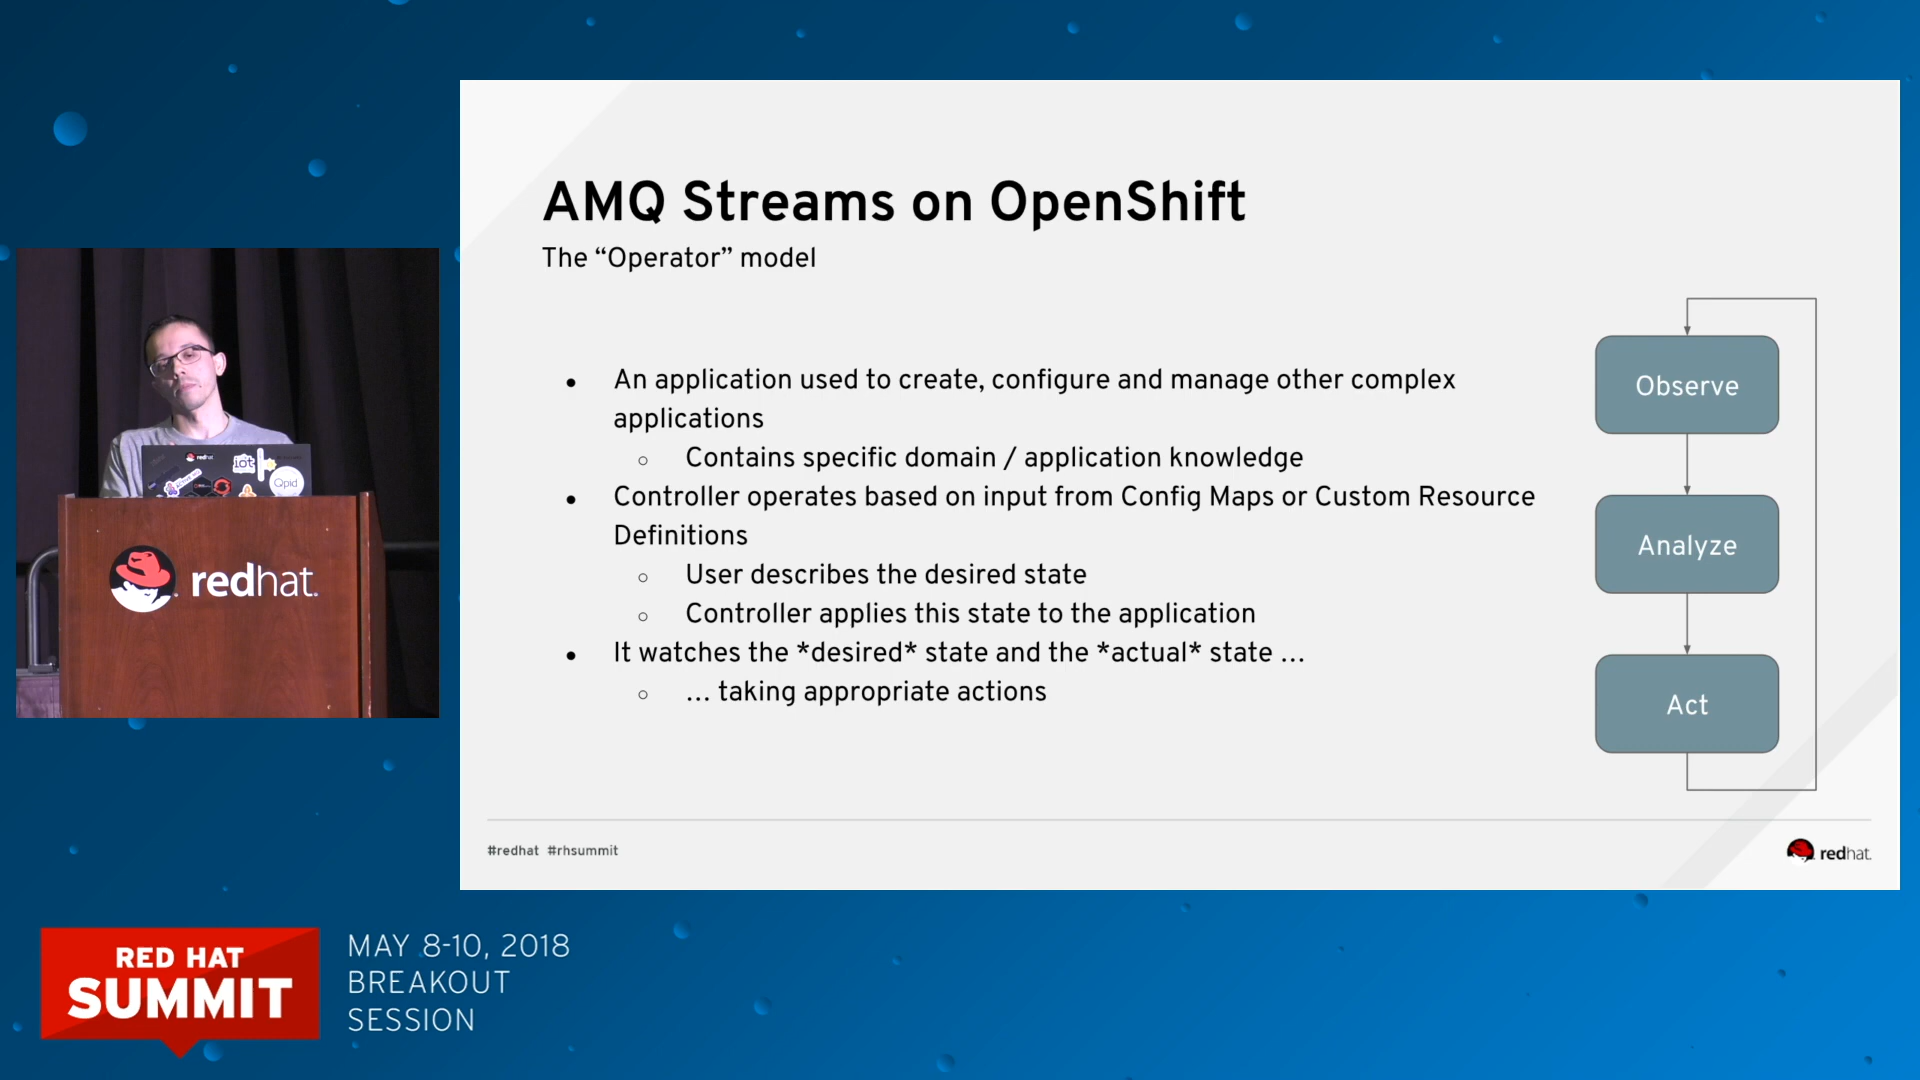 AMQ Streams on OpenShift
The “Operator” model
● An application used to create, configure and manage other complex
applications
○ Contains specific domain / application knowledge
● Controller operates based on input from Config Maps or Custom Resource
Definitions
○ User describes the desired state
○ Controller applies this state to the application
● It watches the *desired* state and the *actual* state …
○ … taking appropriate actions
Observe
Analyze
Act
#redhat #rhsummit
redhat.
redhat
iot
Qpid
redhat.
RED HAT
SUMMIT
MAY 8-10, 2018
BREAKOUT
SESSION